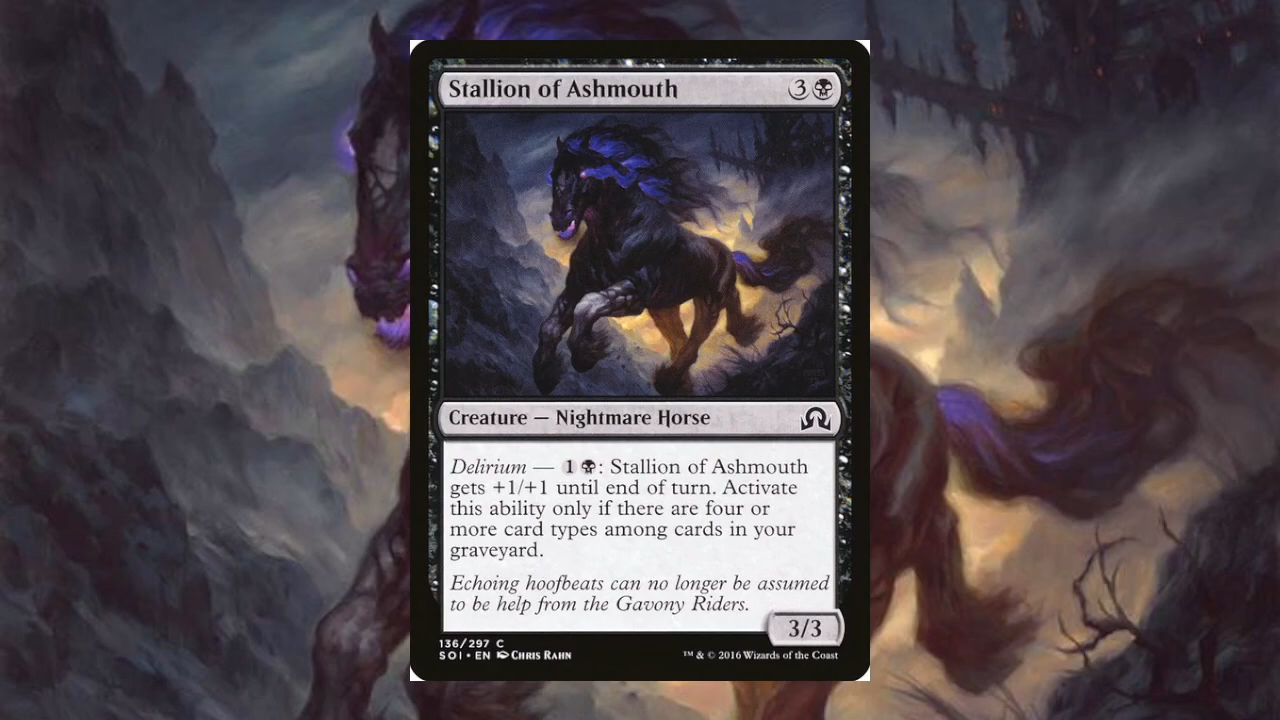 Stallion of Ashmouth 3
Creature — Nightmare Horse
Delirium — 1 : Stallion of Ashmouth
gets +1/+1 until end of turn. Activate
this ability only if there are four or
more card types among cards in your
graveyard.
Echoing hoofbeats can no longer be assumed
to be help from the Gavony Riders.
3/3
136/297 C
SOI • EN Chris Rahn
™ & © 2016 Wizards of the Coast